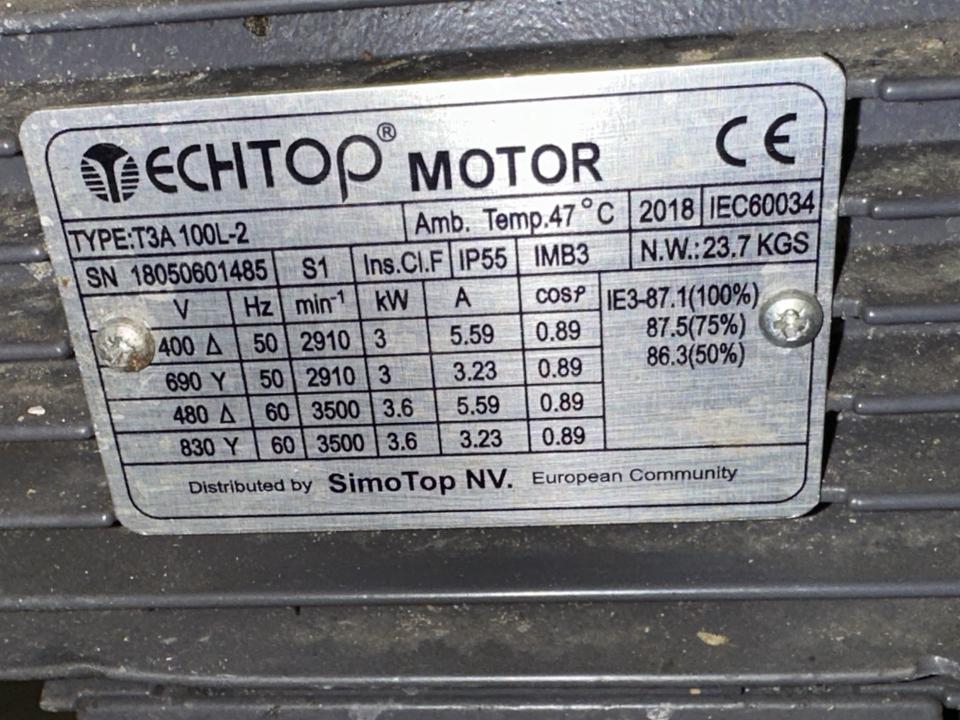 TECHTOP® MOTOR CE
TYPE:T3A 100L-2 Amb. Temp.47°C 2018 IEC60034
SN 18050601485 S1 Ins.Cl.F IP55 IMB3 N.W.:23.7 KGS
V Hz min⁻¹ kW A cosφ IE3-87.1(100%)
400 Δ 50 2910 3 5.59 0.89 87.5(75%)
690 Y 50 2910 3 3.23 0.89 86.3(50%)
480 Δ 60 3500 3.6 5.59 0.89
830 Y 60 3500 3.6 3.23 0.89
Distributed by SimoTop NV. European Community